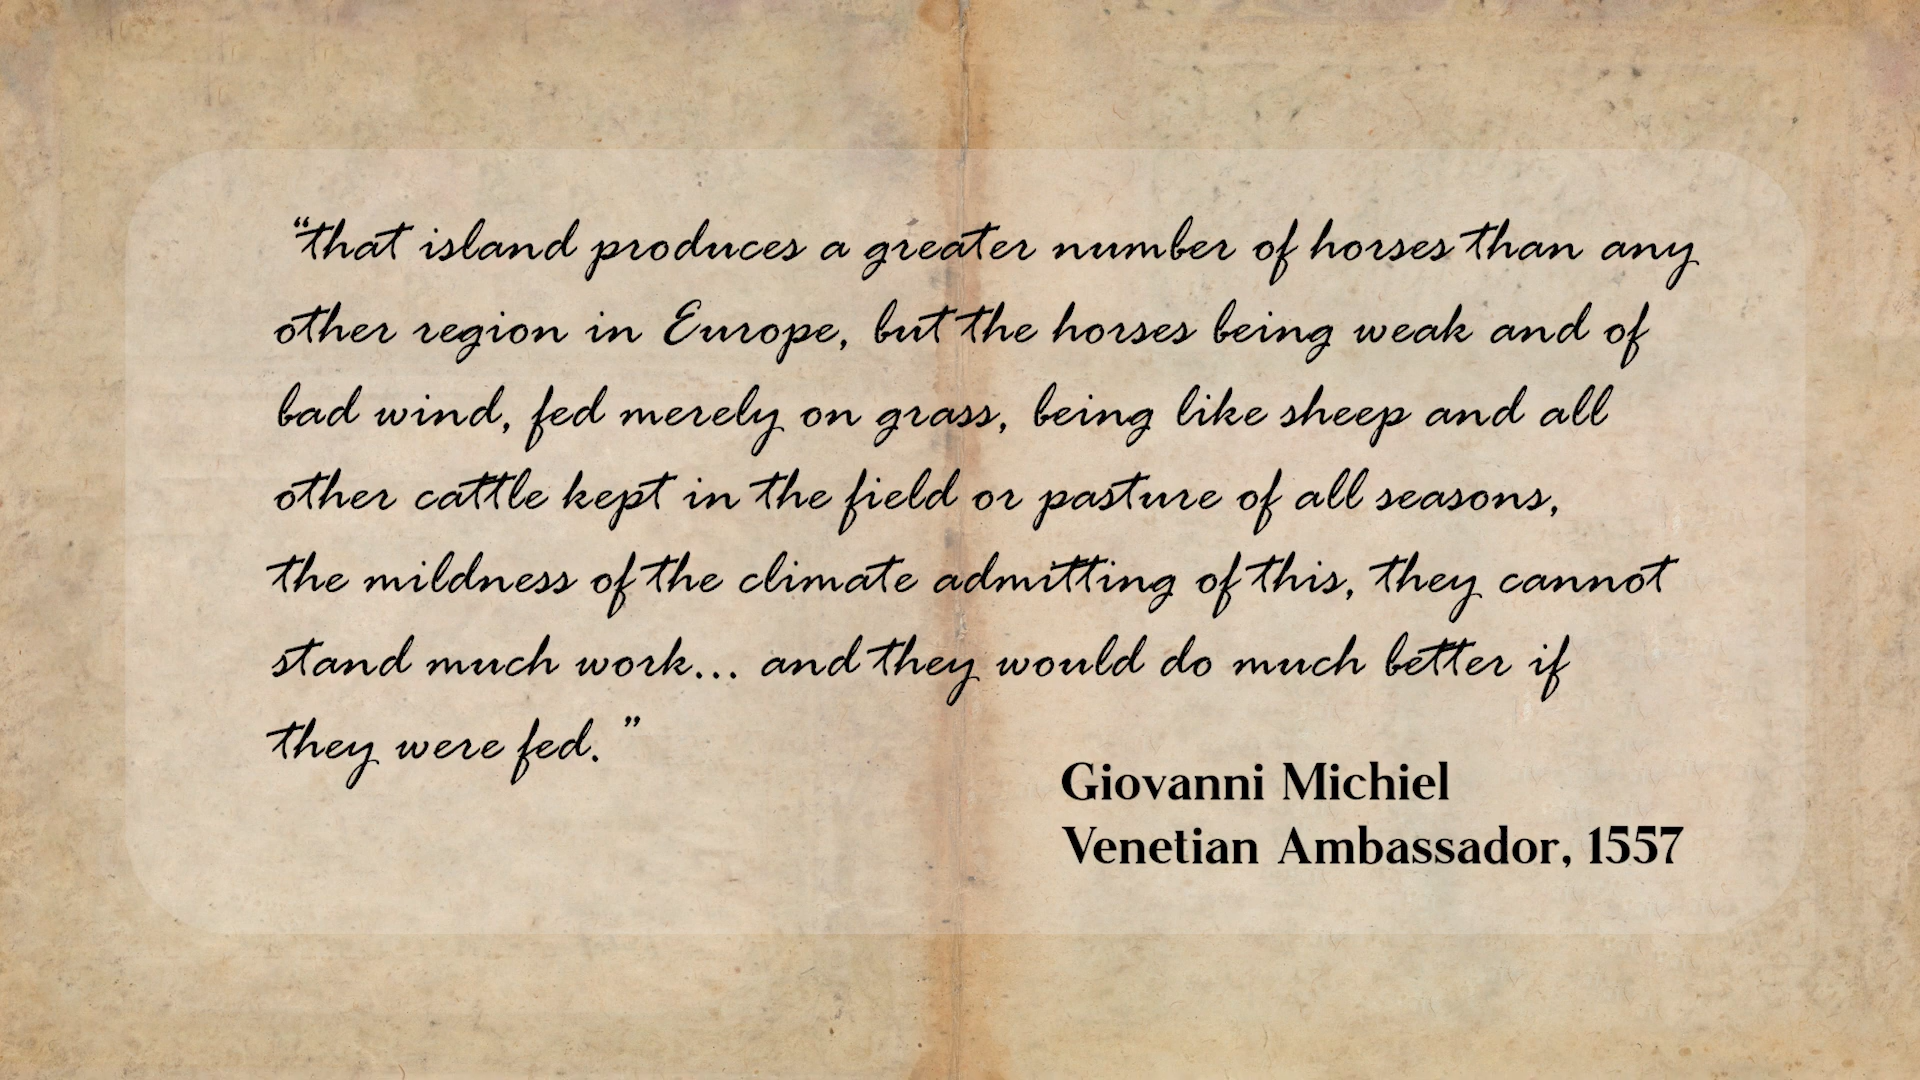 “that island produces a greater number of horses than any
other region in Europe, but the horses being weak and of
bad wind, fed merely on grass, being like sheep and all
other cattle kept in the field or pasture of all seasons,
the mildness of the climate admitting of this, they cannot
stand much work... and they would do much better if
they were fed. ”
Giovanni Michiel
Venetian Ambassador, 1557